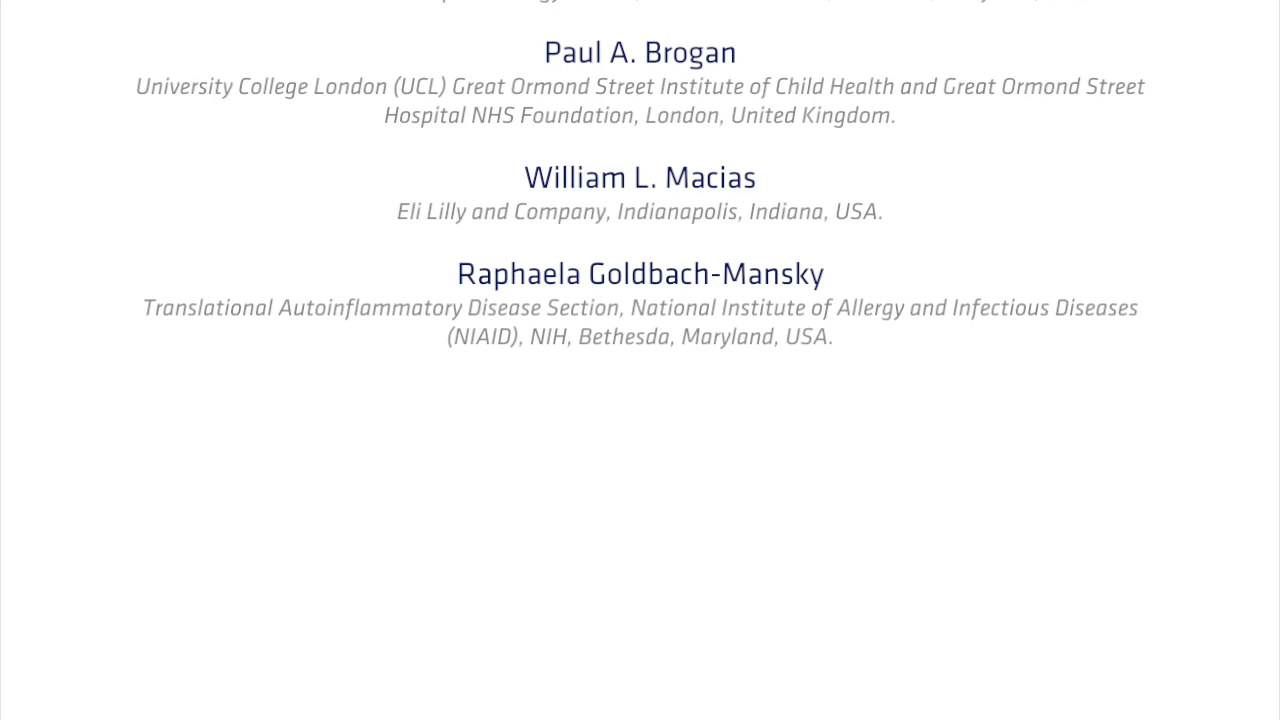 Paul A. Brogan
University College London (UCL) Great Ormond Street Institute of Child Health and Great Ormond Street
Hospital NHS Foundation, London, United Kingdom.
William L. Macias
Eli Lilly and Company, Indianapolis, Indiana, USA.
Raphaela Goldbach-Mansky
Translational Autoinflammatory Disease Section, National Institute of Allergy and Infectious Diseases
(NIAID), NIH, Bethesda, Maryland, USA.